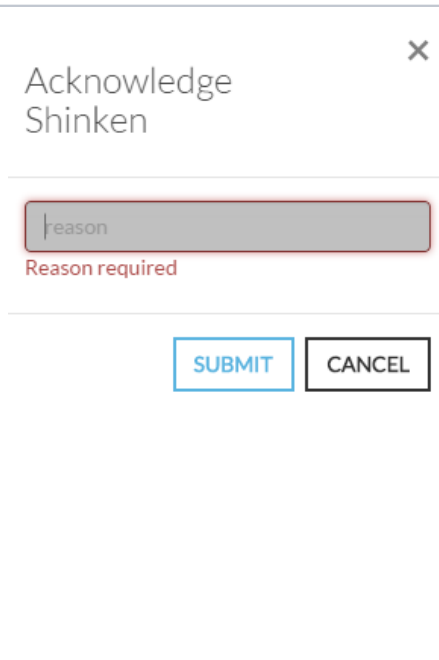 Acknowledge
Shinken
reason
Reason required
SUBMIT
CANCEL